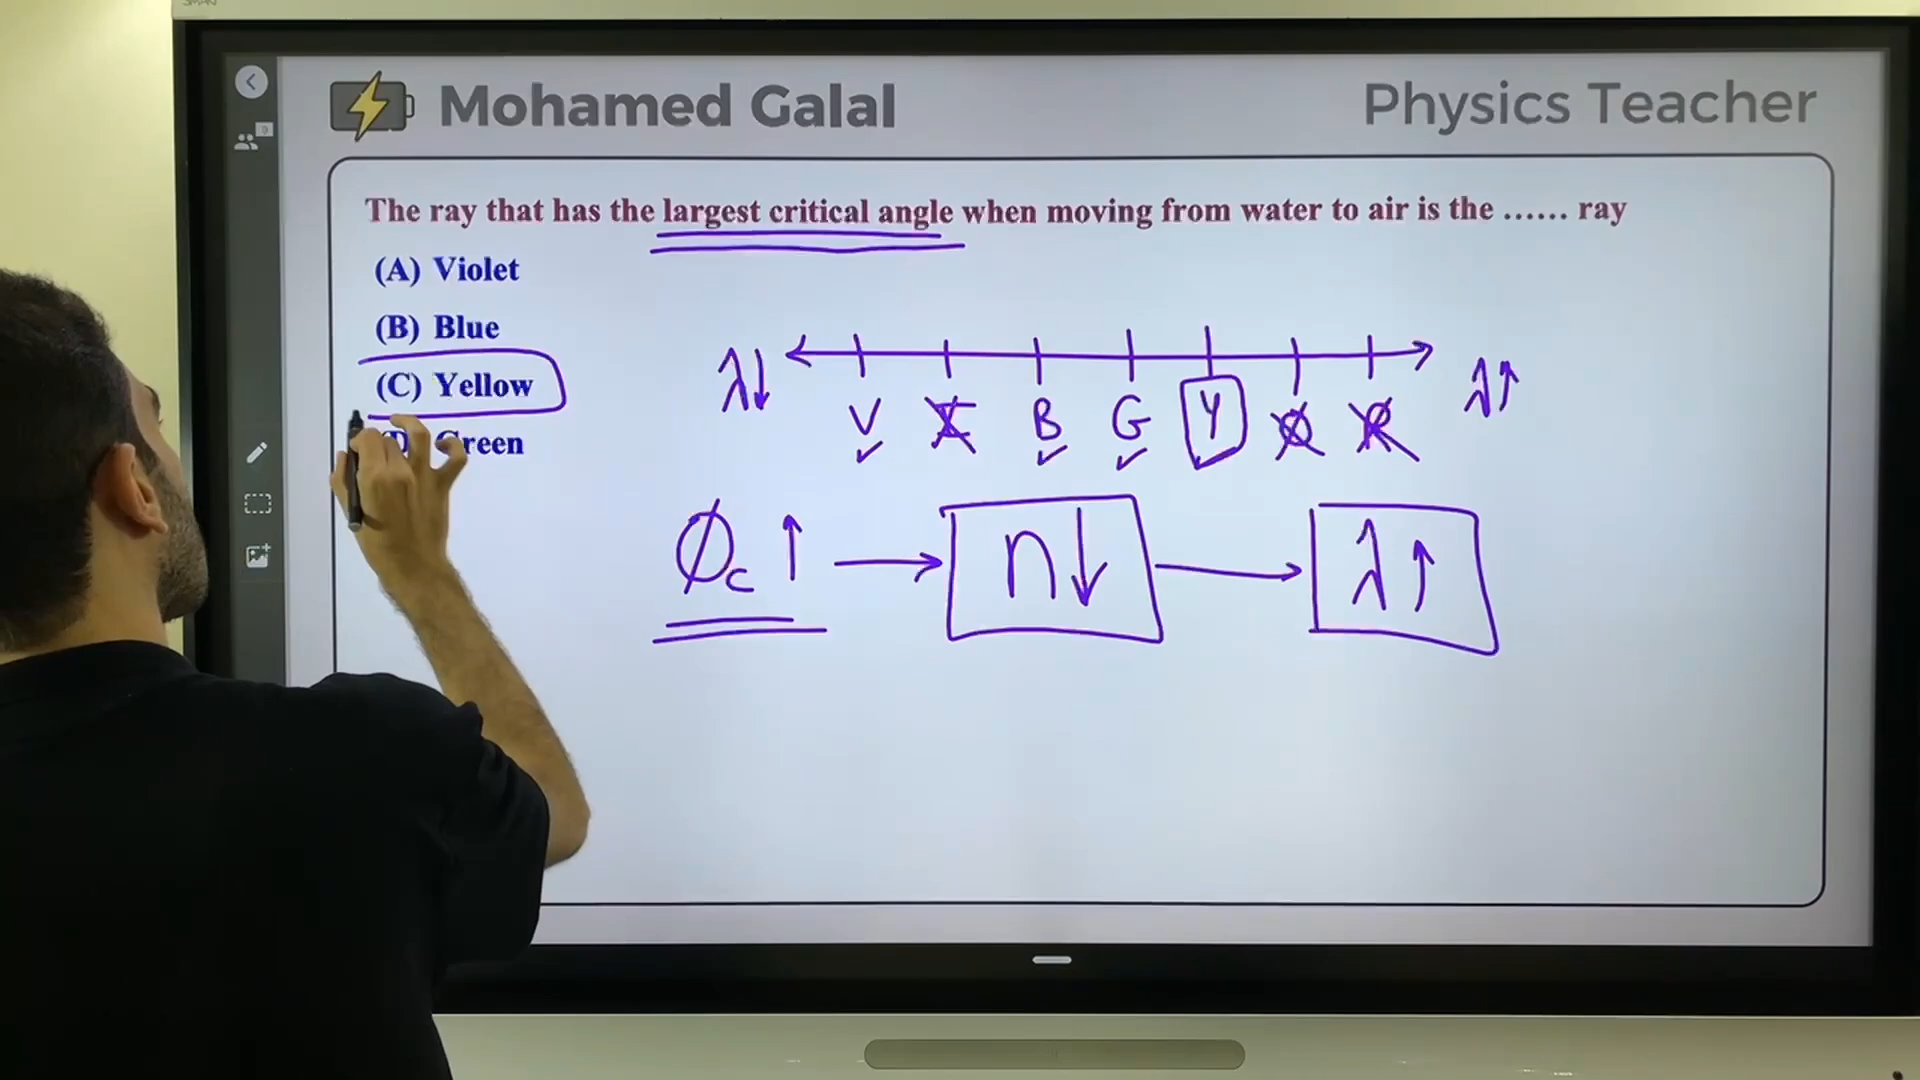 Mohamed Galal
Physics Teacher
The ray that has the largest critical angle when moving from water to air is the ...... ray
(A) Violet
(B) Blue
(C) Yellow
(D) Green
λ↓
λ↑
V I B G Y O R
ϕc ↑ → n↓ → λ↑